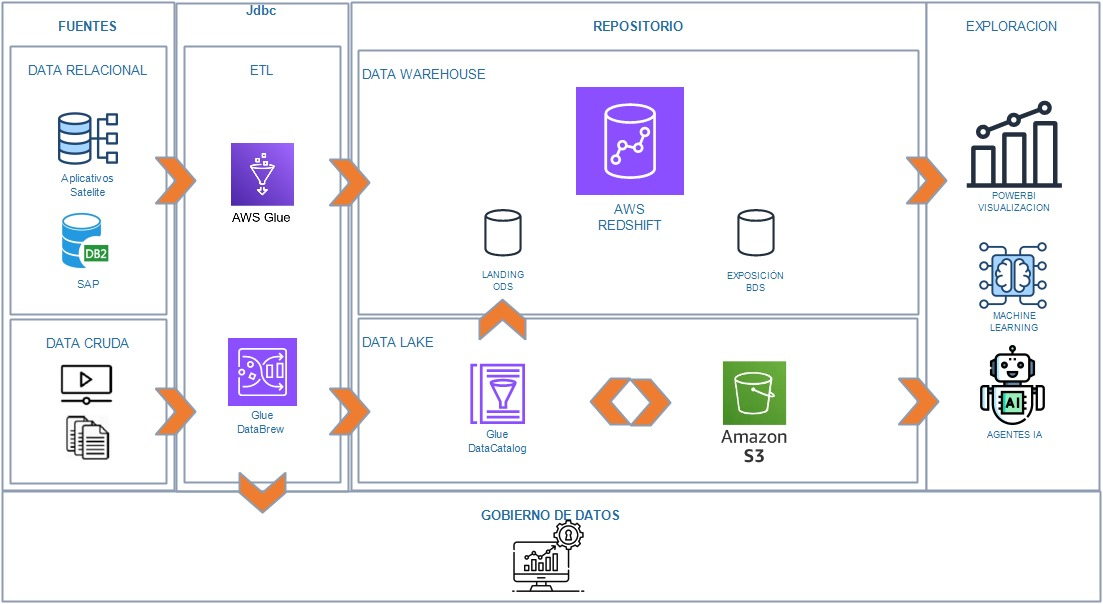 FUENTES
DATA RELACIONAL
Aplicativos
Satelite
DB2
SAP
DATA CRUDA
Jdbc
ETL
AWS Glue
Glue
DataBrew
REPOSITORIO
DATA WAREHOUSE
AWS
REDSHIFT
LANDING
ODS
EXPOSICIÓN
BDS
DATA LAKE
Glue
DataCatalog
Amazon
S3
EXPLORACION
POWERBI
VISUALIZACION
MACHINE
LEARNING
AI
AGENTES IA
GOBIERNO DE DATOS